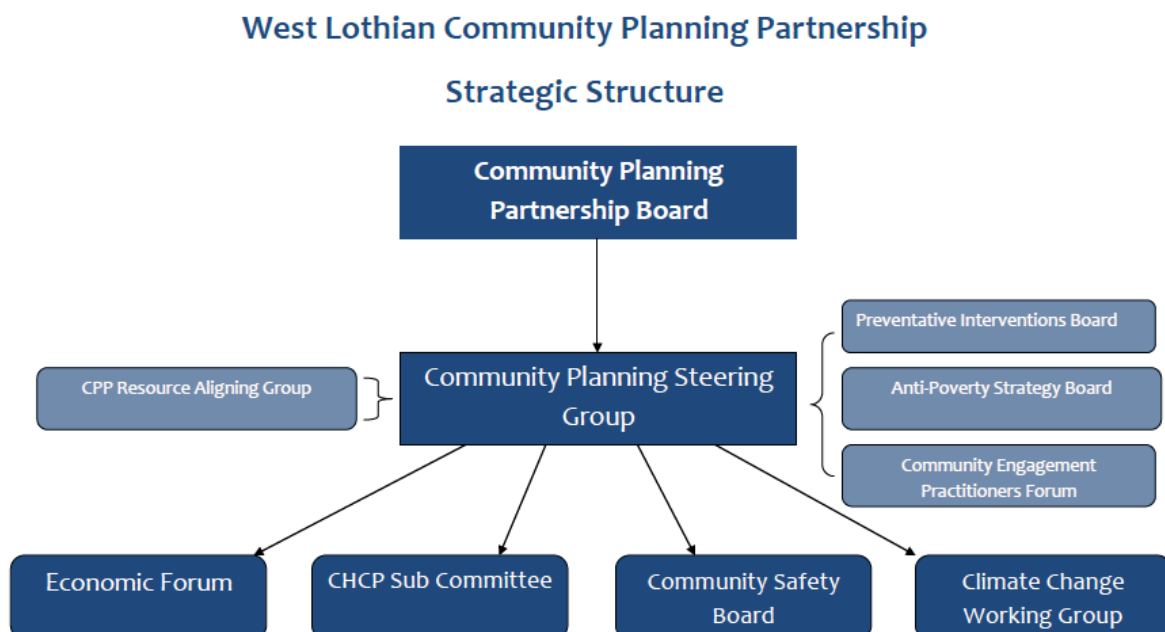 West Lothian Community Planning Partnership
Strategic Structure
Community Planning
Partnership Board
Preventative Interventions Board
CPP Resource Aligning Group
Community Planning Steering
Group
Anti-Poverty Strategy Board
Community Engagement
Practitioners Forum
Economic Forum
CHCP Sub Committee
Community Safety
Board
Climate Change
Working Group